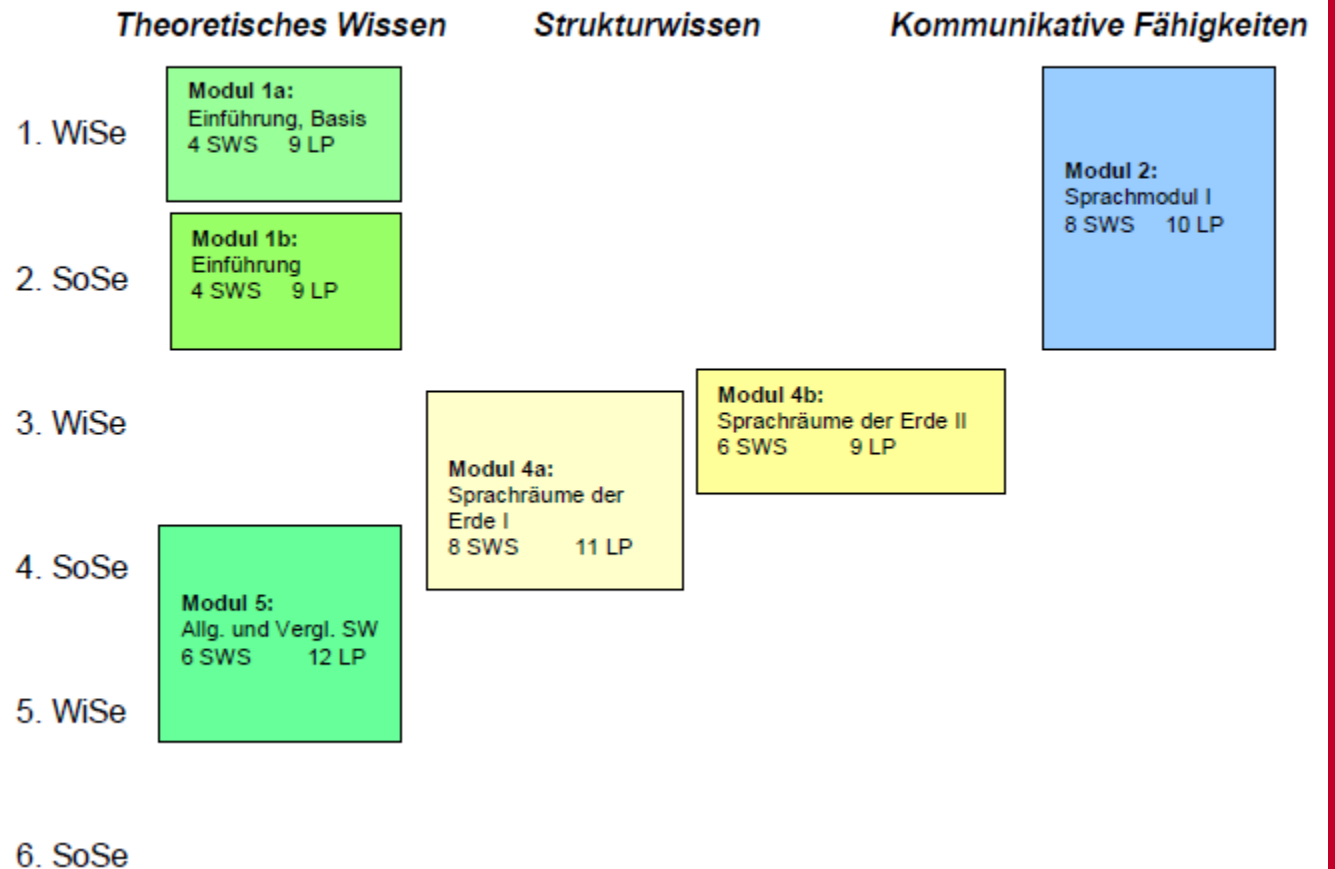 Theoretisches Wissen Strukturwissen Kommunikative Fähigkeiten
1. WiSe
Modul 1a:
Einführung, Basis
4 SWS 9 LP
Modul 2:
Sprachmodul I
8 SWS 10 LP
2. SoSe
Modul 1b:
Einführung
4 SWS 9 LP
3. WiSe
Modul 4a:
Sprachräume der
Erde I
8 SWS 11 LP
Modul 4b:
Sprachräume der Erde II
6 SWS 9 LP
4. SoSe
Modul 5:
Allg. und Vergl. SW
6 SWS 12 LP
5. WiSe
6. SoSe